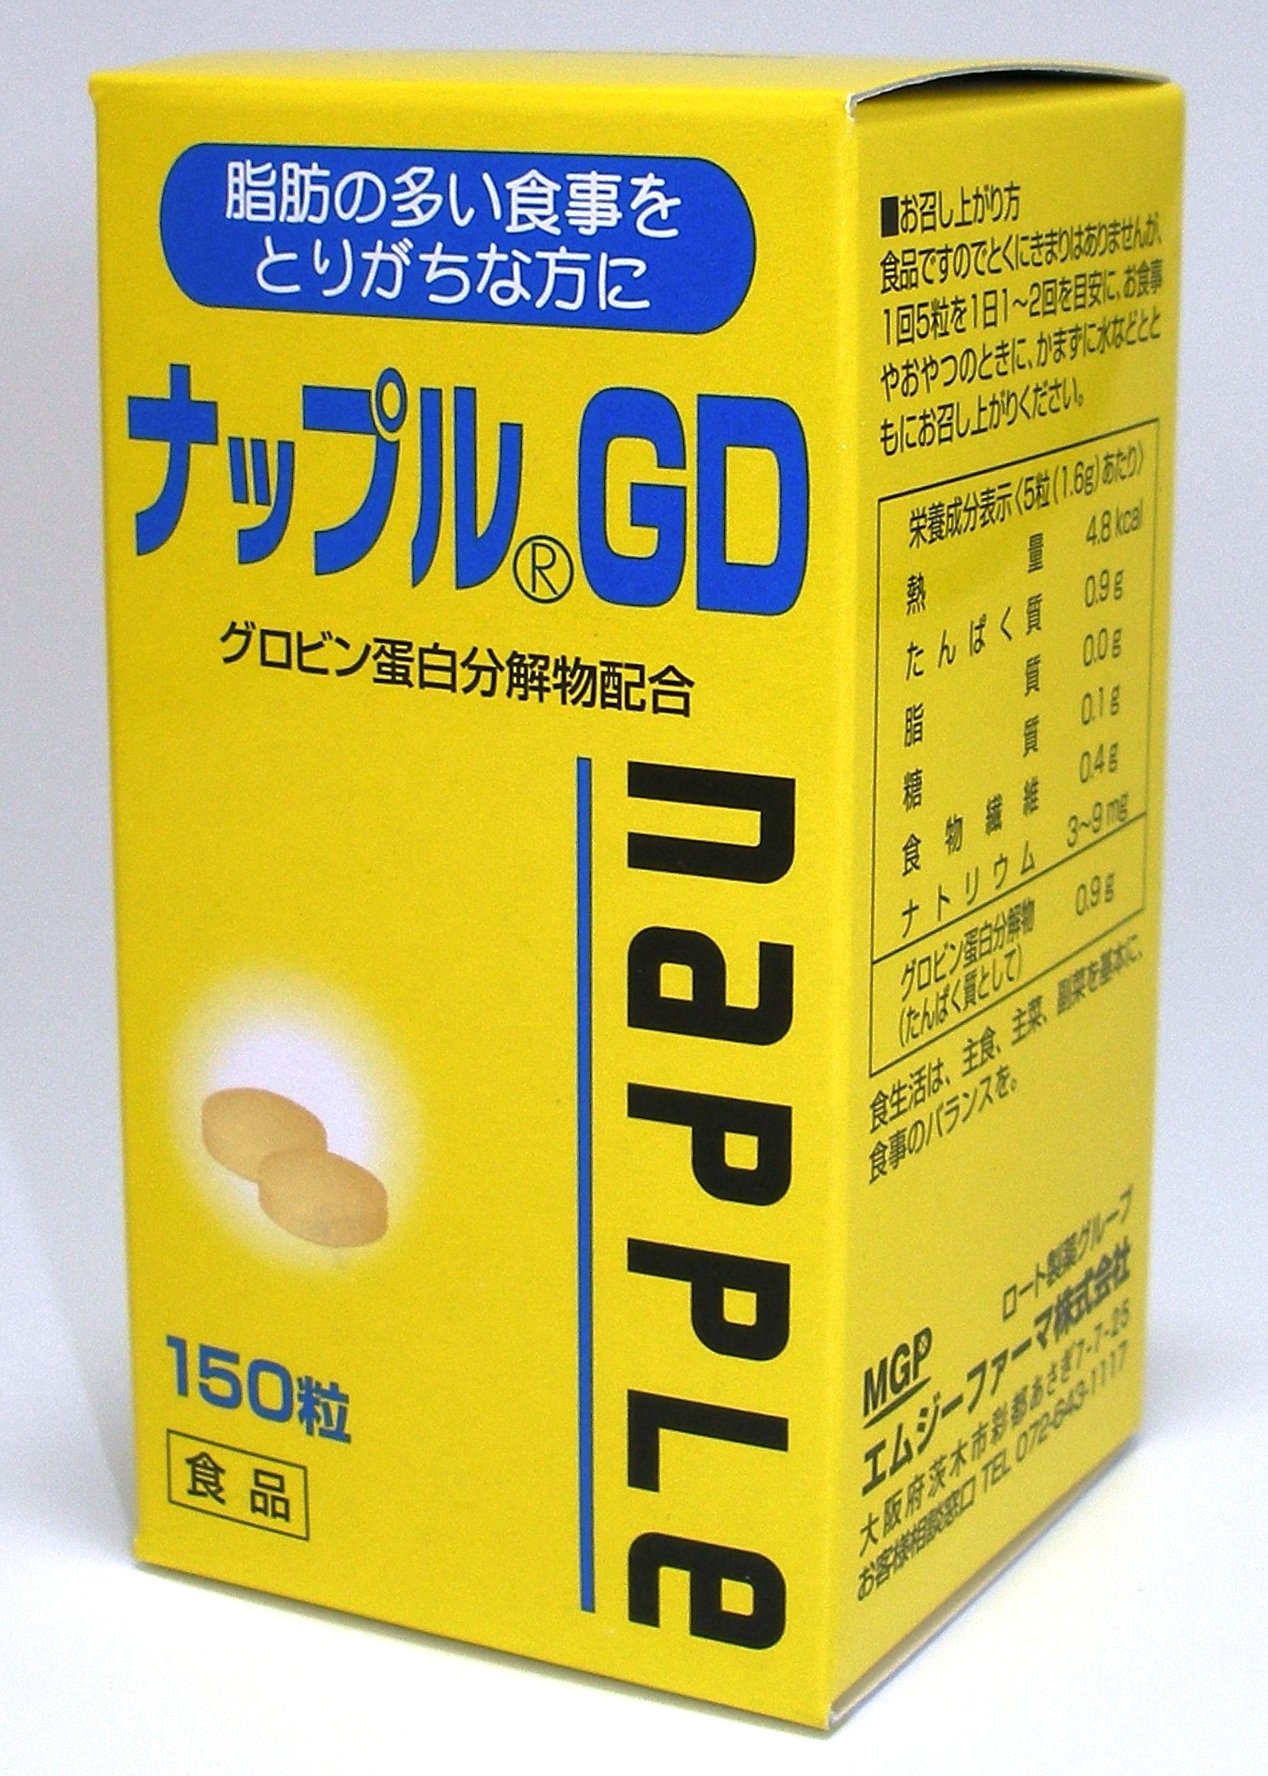 脂肪の多い食事を
とりがちな方に
ナップル®GD
グロビン蛋白分解物配合
napple
150粒
食品
■お召し上がり方
食品ですのでとくにきまりはありませんが、
1回5粒を1日1〜2回を目安に、お食事
やおやつのときに、かまずに水などとと
もにお召し上がりください。
栄養成分表示〈5粒(1.6g)あたり〉
熱量 4.8kcal
たんぱく質 0.9g
脂質 0.0g
糖質 0.1g
食物繊維 0.4g
ナトリウム 3〜9mg
グロビン蛋白分解物 0.9g
(たんぱく質として)
食生活は、主食、主菜、副菜を基本に、
食事のバランスを。
ロート製薬グループ
MGP エムジーファーマ株式会社
大阪府茨木市彩都あさぎ7-7-25
お客様相談窓口 TEL 072-643-1117